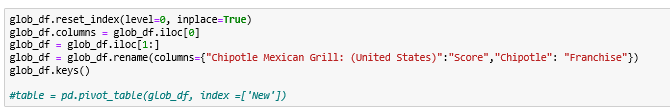 glob_df.reset_index(level=0, inplace=True)
glob_df.columns = glob_df.iloc[0]
glob_df = glob_df.iloc[1:]
glob_df = glob_df.rename(columns={"Chipotle Mexican Grill: (United States)":"Score","Chipotle": "Franchise"})
glob_df.keys()
#table = pd.pivot_table(glob_df, index =['New'])